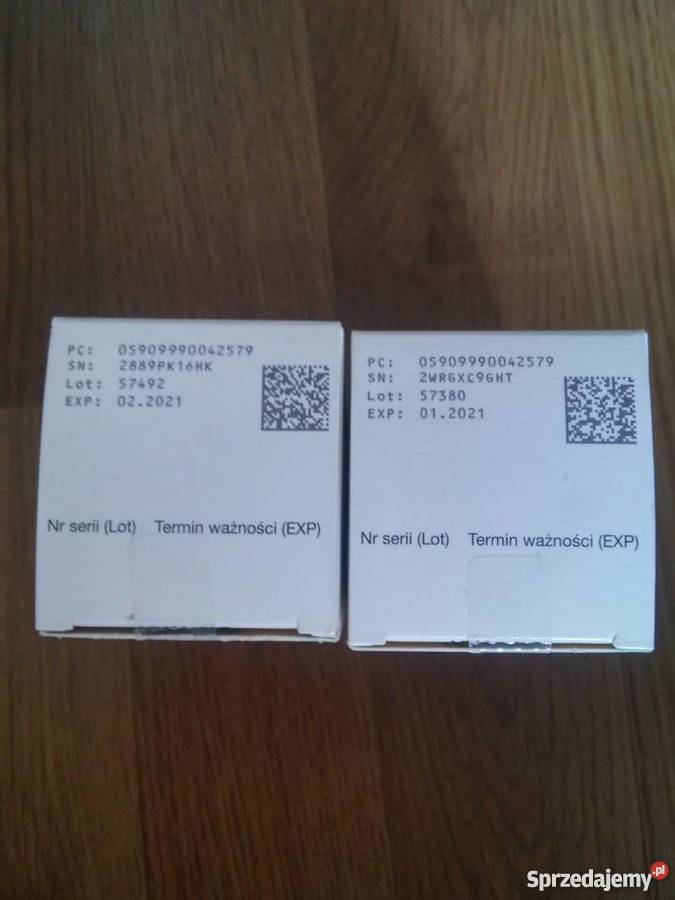 PC: 05909990042579
SN: 2889PK16HK
Lot: 57492
EXP: 02.2021
Nr serii (Lot) Termin ważności (EXP)
PC: 05909990042579
SN: 2WRGXC9GHT
Lot: 57380
EXP: 01.2021
Nr serii (Lot) Termin ważności (EXP)
Sprzedajemy.pl